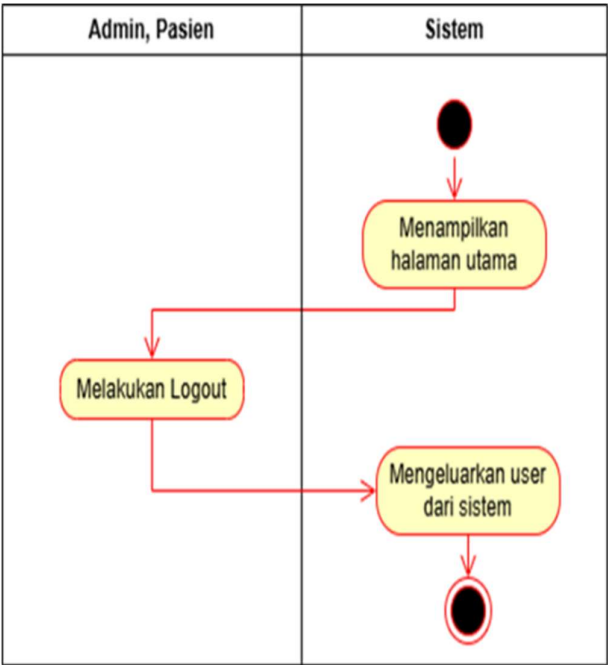 Admin, Pasien
Sistem
Menampilkan
halaman utama
Melakukan Logout
Mengeluarkan user
dari sistem